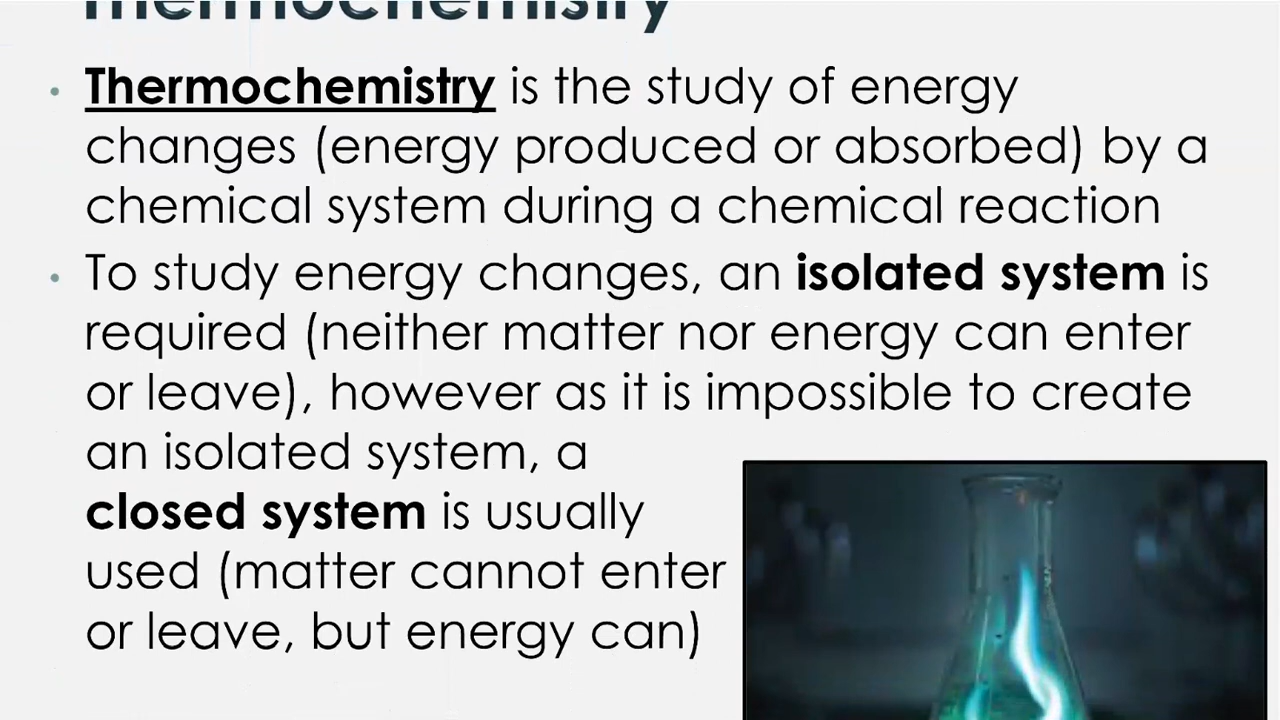 Thermochemistry
• Thermochemistry is the study of energy
changes (energy produced or absorbed) by a
chemical system during a chemical reaction
• To study energy changes, an isolated system is
required (neither matter nor energy can enter
or leave), however as it is impossible to create
an isolated system, a
closed system is usually
used (matter cannot enter
or leave, but energy can)